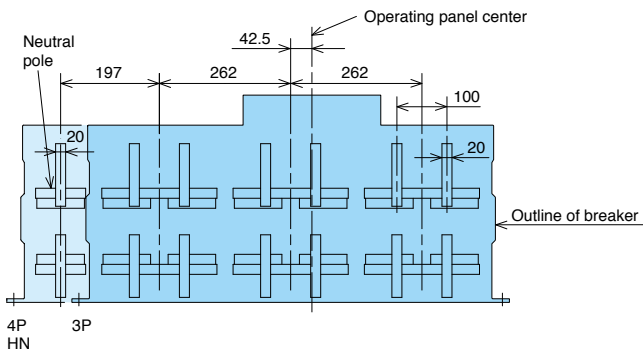 Operating panel center
Neutral
pole
42.5
197
262
262
100
20
20
Outline of breaker
4P
HN
3P